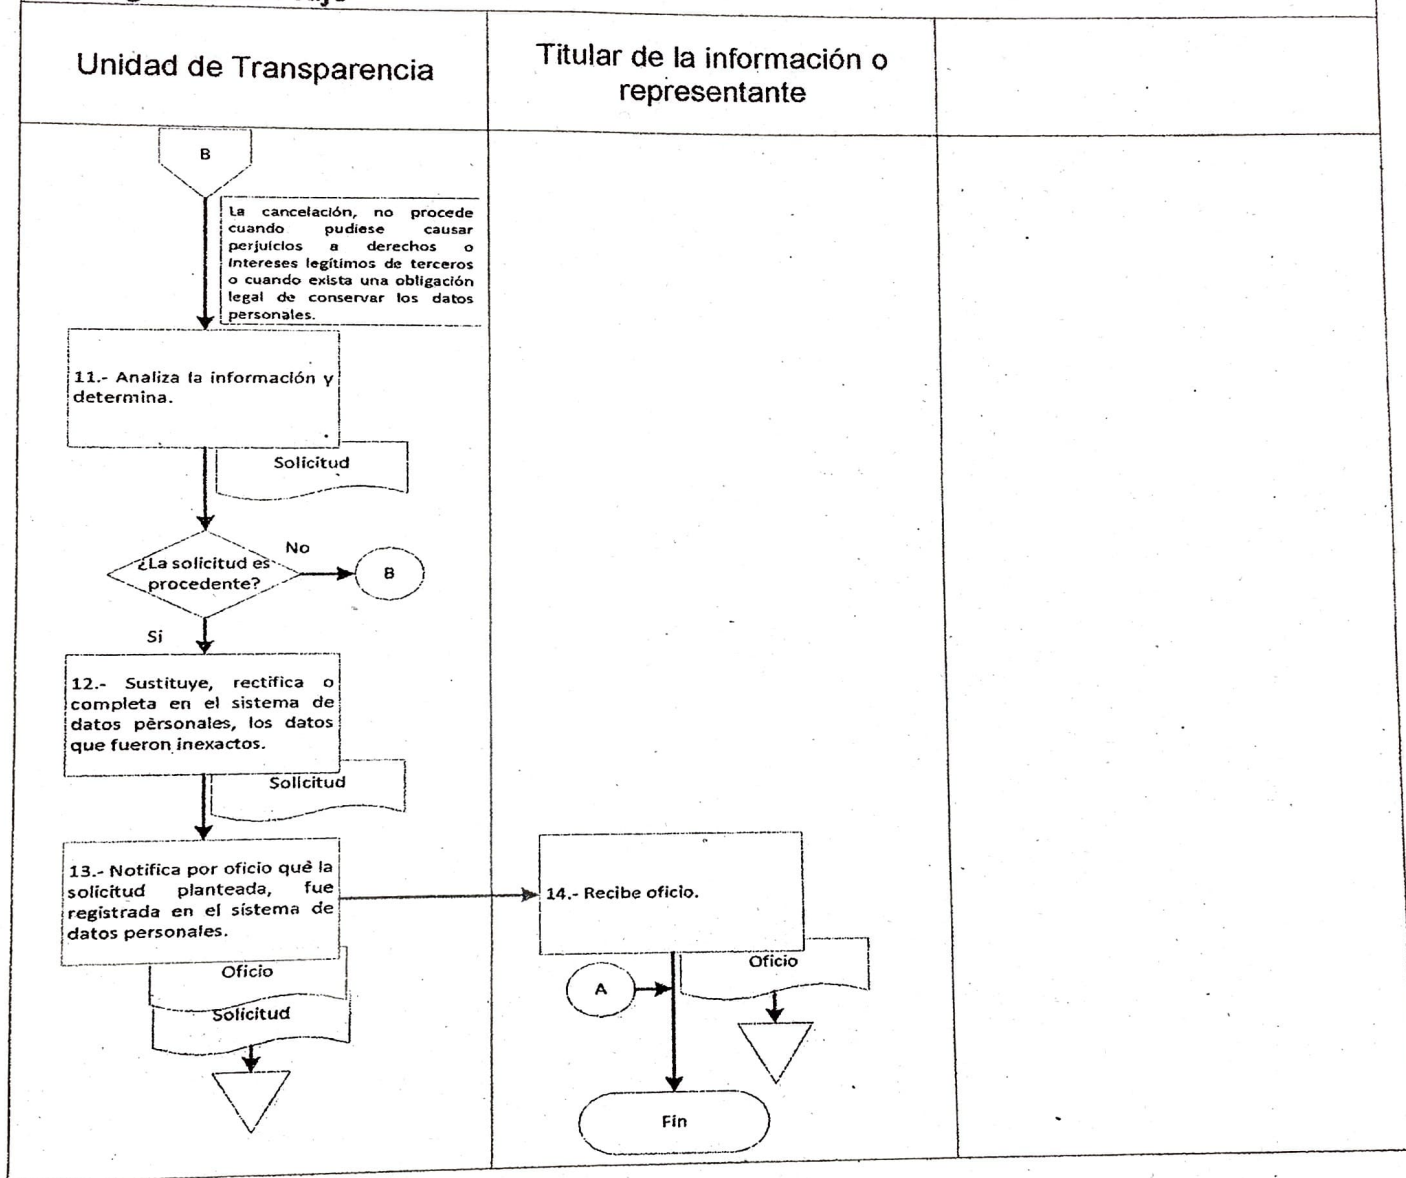 Unidad de Transparencia
Titular de la información o
representante
B
La cancelación, no procede
cuando pudiese causar
perjuicios a derechos o
intereses legítimos de terceros
o cuando exista una obligación
legal de conservar los datos
personales.
11.- Analiza la información y
determina.
Solicitud
¿La solicitud es
procedente?
No
B
Si
12.- Sustituye, rectifica o
completa en el sistema de
datos pèrsonales, los datos
que fueron inexactos.
Solicitud
13.- Notifica por oficio què la
solicitud planteada, fue
registrada en el sistema de
datos personales.
Oficio
Solicitud
14.- Recibe oficio.
Oficio
A
Fin